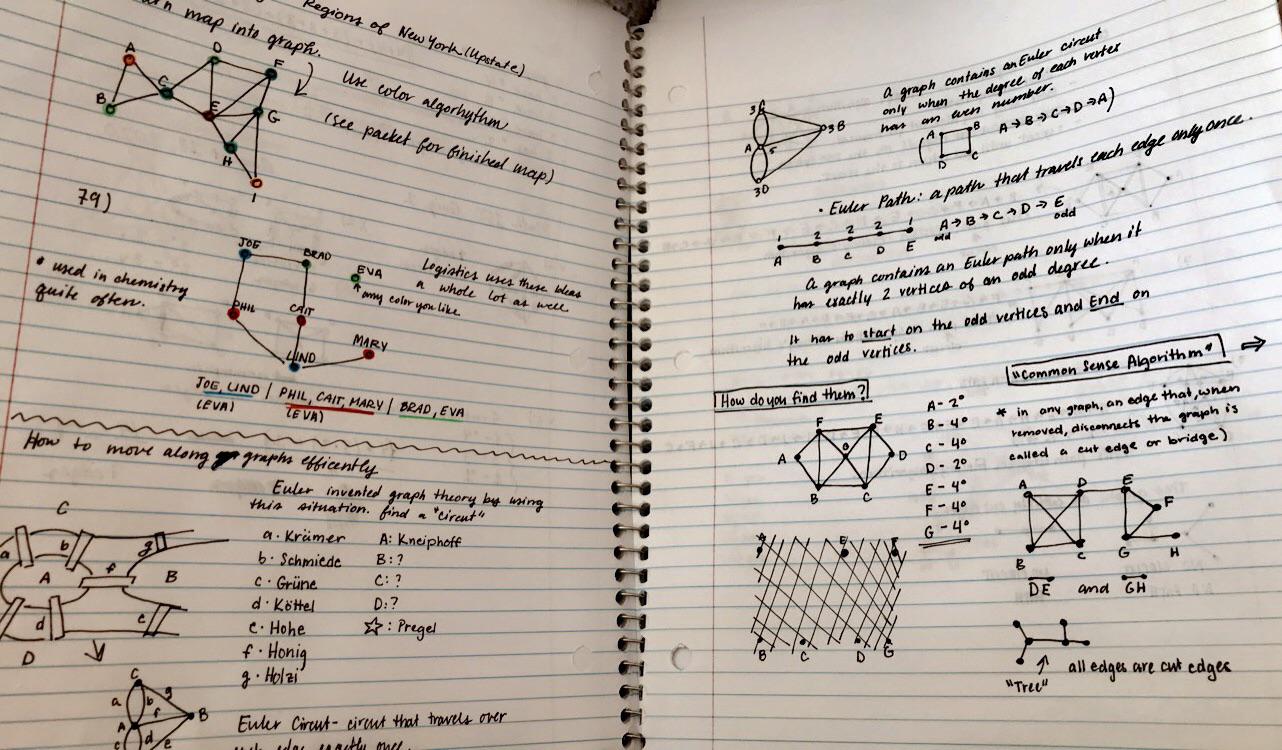 Regions of New York (Upstate)
map into graph.
A
D
F
C
B
E
G
H
I
Use color algorhythm
(see packet for finished map)
79)
JOE
BRAD
EVA
any color you like
PHIL
CAIT
LIND
MARY
* used in chemistry
quite often.
Logistics uses these ideas
a whole lot as well
JOE, LIND | PHIL, CAIT, MARY | BRAD, EVA
(EVA) (EVA)
How to move along graphs efficently
Euler invented graph theory by using
this situation. find a "circut"
C
a b g
A f B
d e
D
a. Krämer A: Kneiphoff
b. Schmiede B: ?
c. Grüne C: ?
d. Köttel D: ?
e. Hohe ☆: Pregel
f. Honig
g. Holzi
C
a b g
A f B
c d e
Euler Circut- circut that travels over
edge exactly once.
3C
3B
A 5
3D
A graph contains an Euler circut
only when the degree of each vertex
has an even number.
(A B A→B→C→D→A)
D C
• Euler Path: a path that travels each edge only once.
1 2 2 2 1
A B C D E
A→B→C→D→E
odd odd
A graph contains an Euler path only when it
has exactly 2 vertices of an odd degree.
It has to start on the odd vertices and End on
the odd vertices.
How do you find them?
F E
A G D
B C
A- 2°
B- 4°
C- 4°
D- 2°
E- 4°
F- 4°
G- 4°
A E F
B C D G
"Common Sense Algorithm"
* in any graph, an edge that, when
removed, disconnects the graph is
called a cut edge or bridge)
A D E
F
B C G H
DE and GH
"Tree"
all edges are cut edges